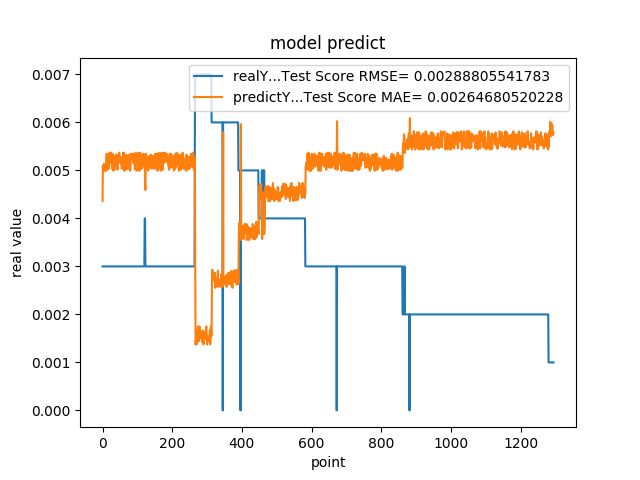 model predict
realY...Test Score RMSE= 0.00288805541783
predictY...Test Score MAE= 0.00264680520228
0.007
0.006
0.005
0.004
0.003
0.002
0.001
0.000
real value
0 200 400 600 800 1000 1200
point